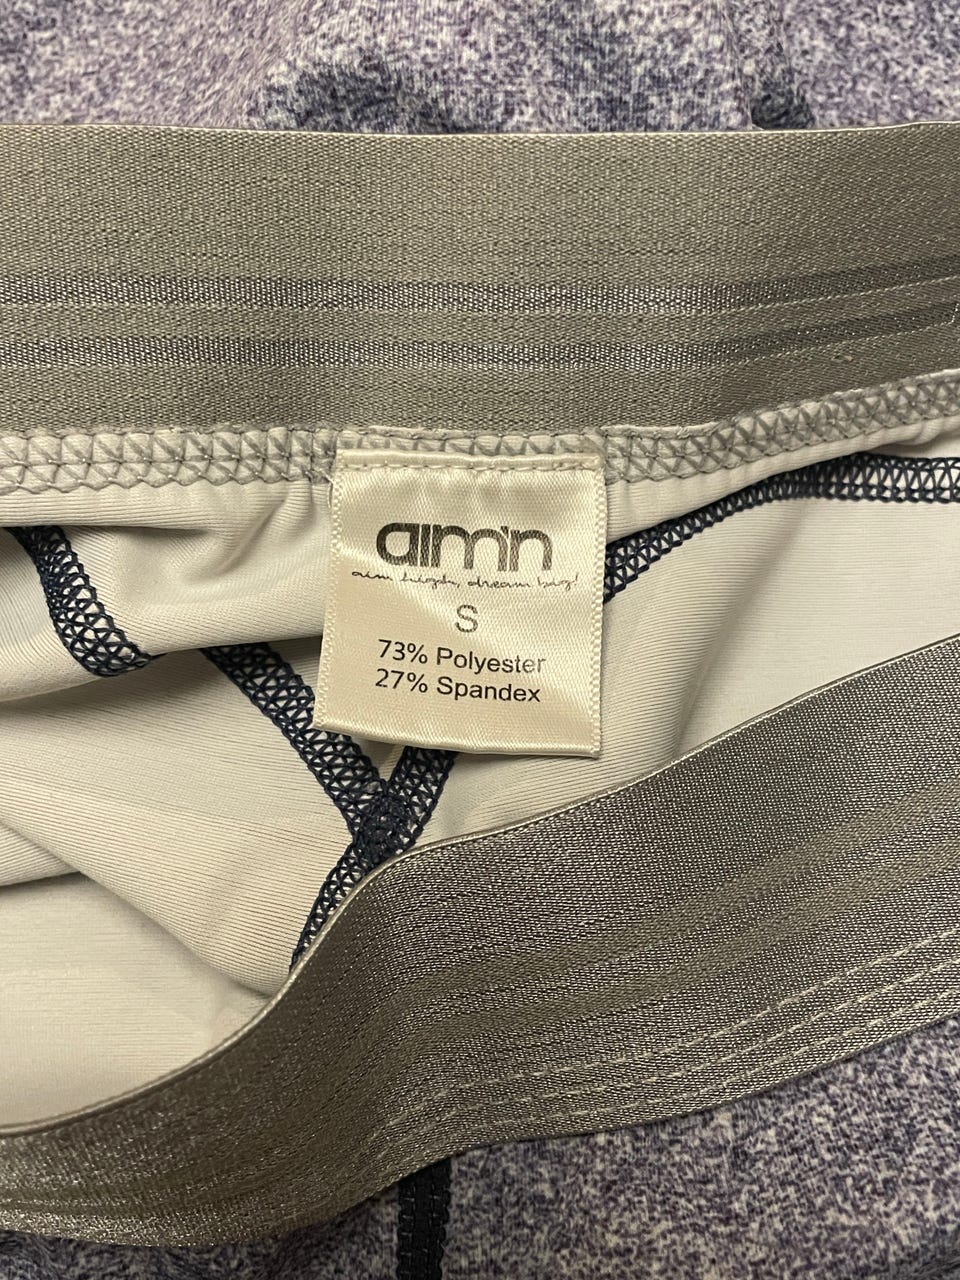 aim'n
aim high, dream big!
S
73% Polyester
27% Spandex